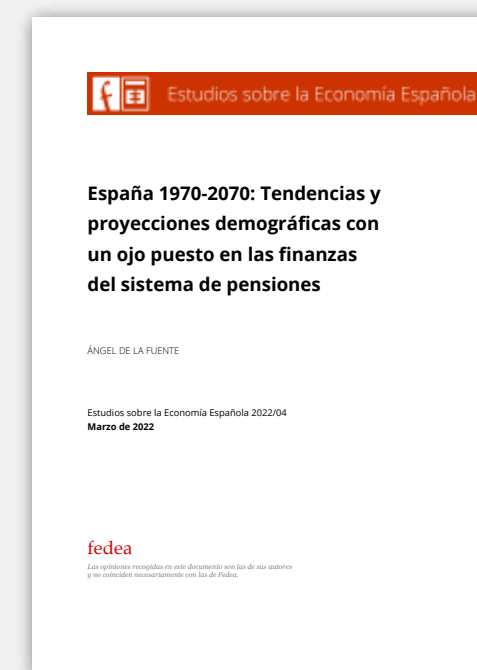 Estudios sobre la Economía Española
España 1970-2070: Tendencias y
proyecciones demográficas con
un ojo puesto en las finanzas
del sistema de pensiones
ÁNGEL DE LA FUENTE
Estudios sobre la Economía Española 2022/04
Marzo de 2022
fedea
Las opiniones recogidas en este documento son las de sus autores
y no coinciden necesariamente con las de Fedea.